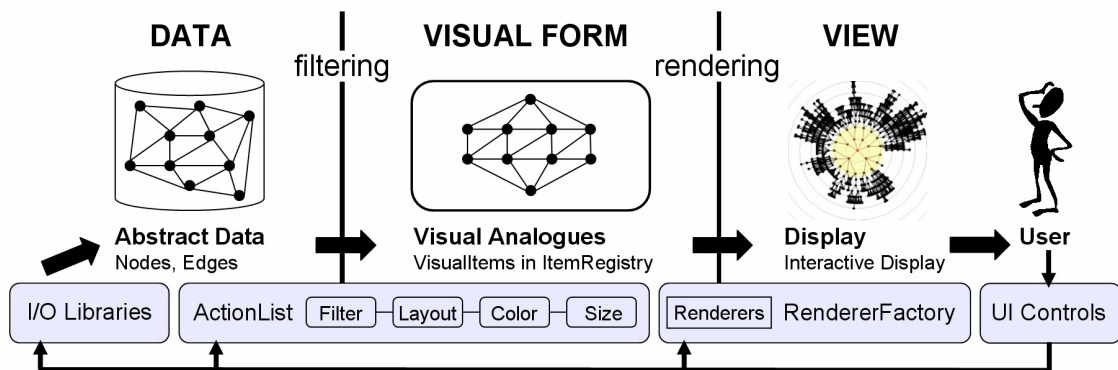 DATA
VISUAL FORM
VIEW
filtering
rendering
Abstract Data
Nodes, Edges
Visual Analogues
VisualItems in ItemRegistry
Display
Interactive Display
User
I/O Libraries
ActionList
Filter
Layout
Color
Size
Renderers
RendererFactory
UI Controls